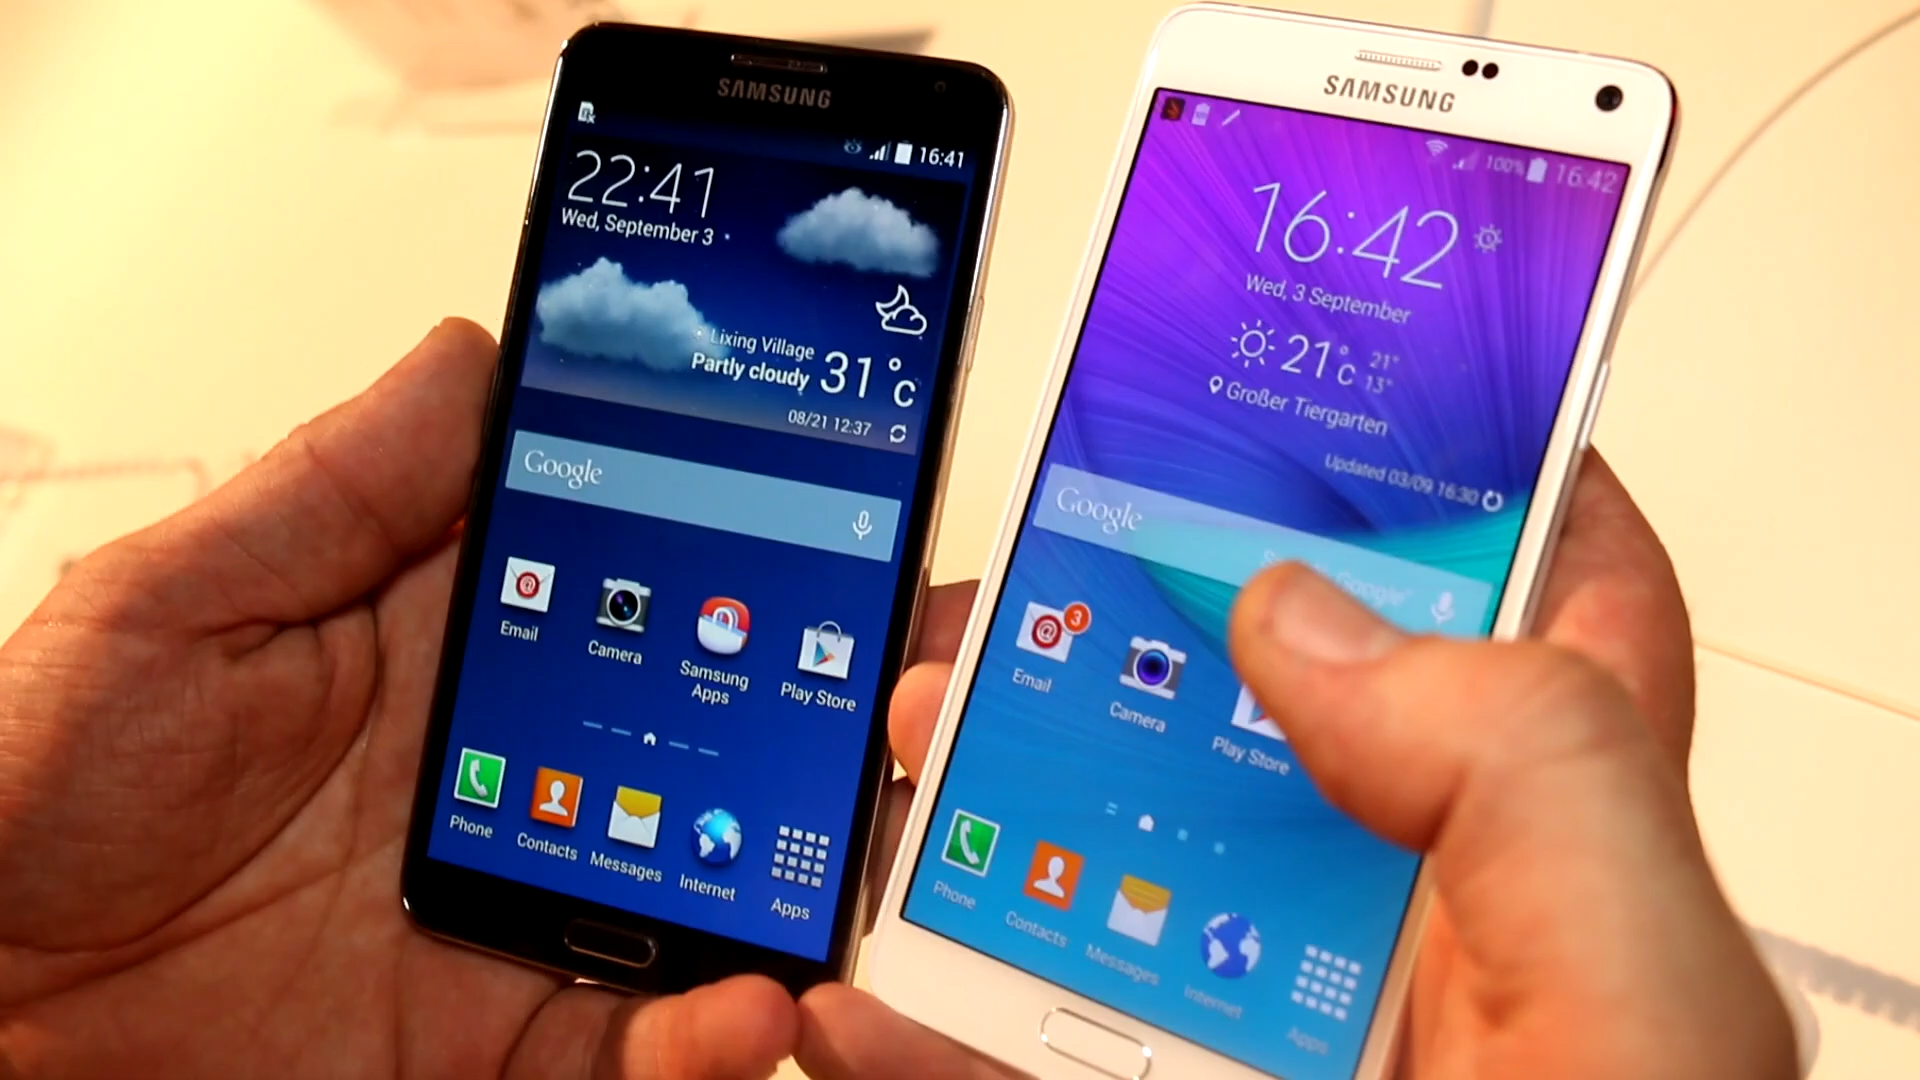 SAMSUNG
16:41
22:41
Wed, September 3
Lixing Village
Partly cloudy
31°c
08/21 12:37
Google
Email
Camera
Samsung
Apps
Play Store
Phone
Contacts
Messages
Internet
Apps
SAMSUNG
100% 16:42
16:42
Wed, 3 September
21°c
21°
13°
Großer Tiergarten
Updated 03/09 16:30
Google
Google
3
Email
Camera
Play Store
Phone
Contacts
Messages
Internet
Apps